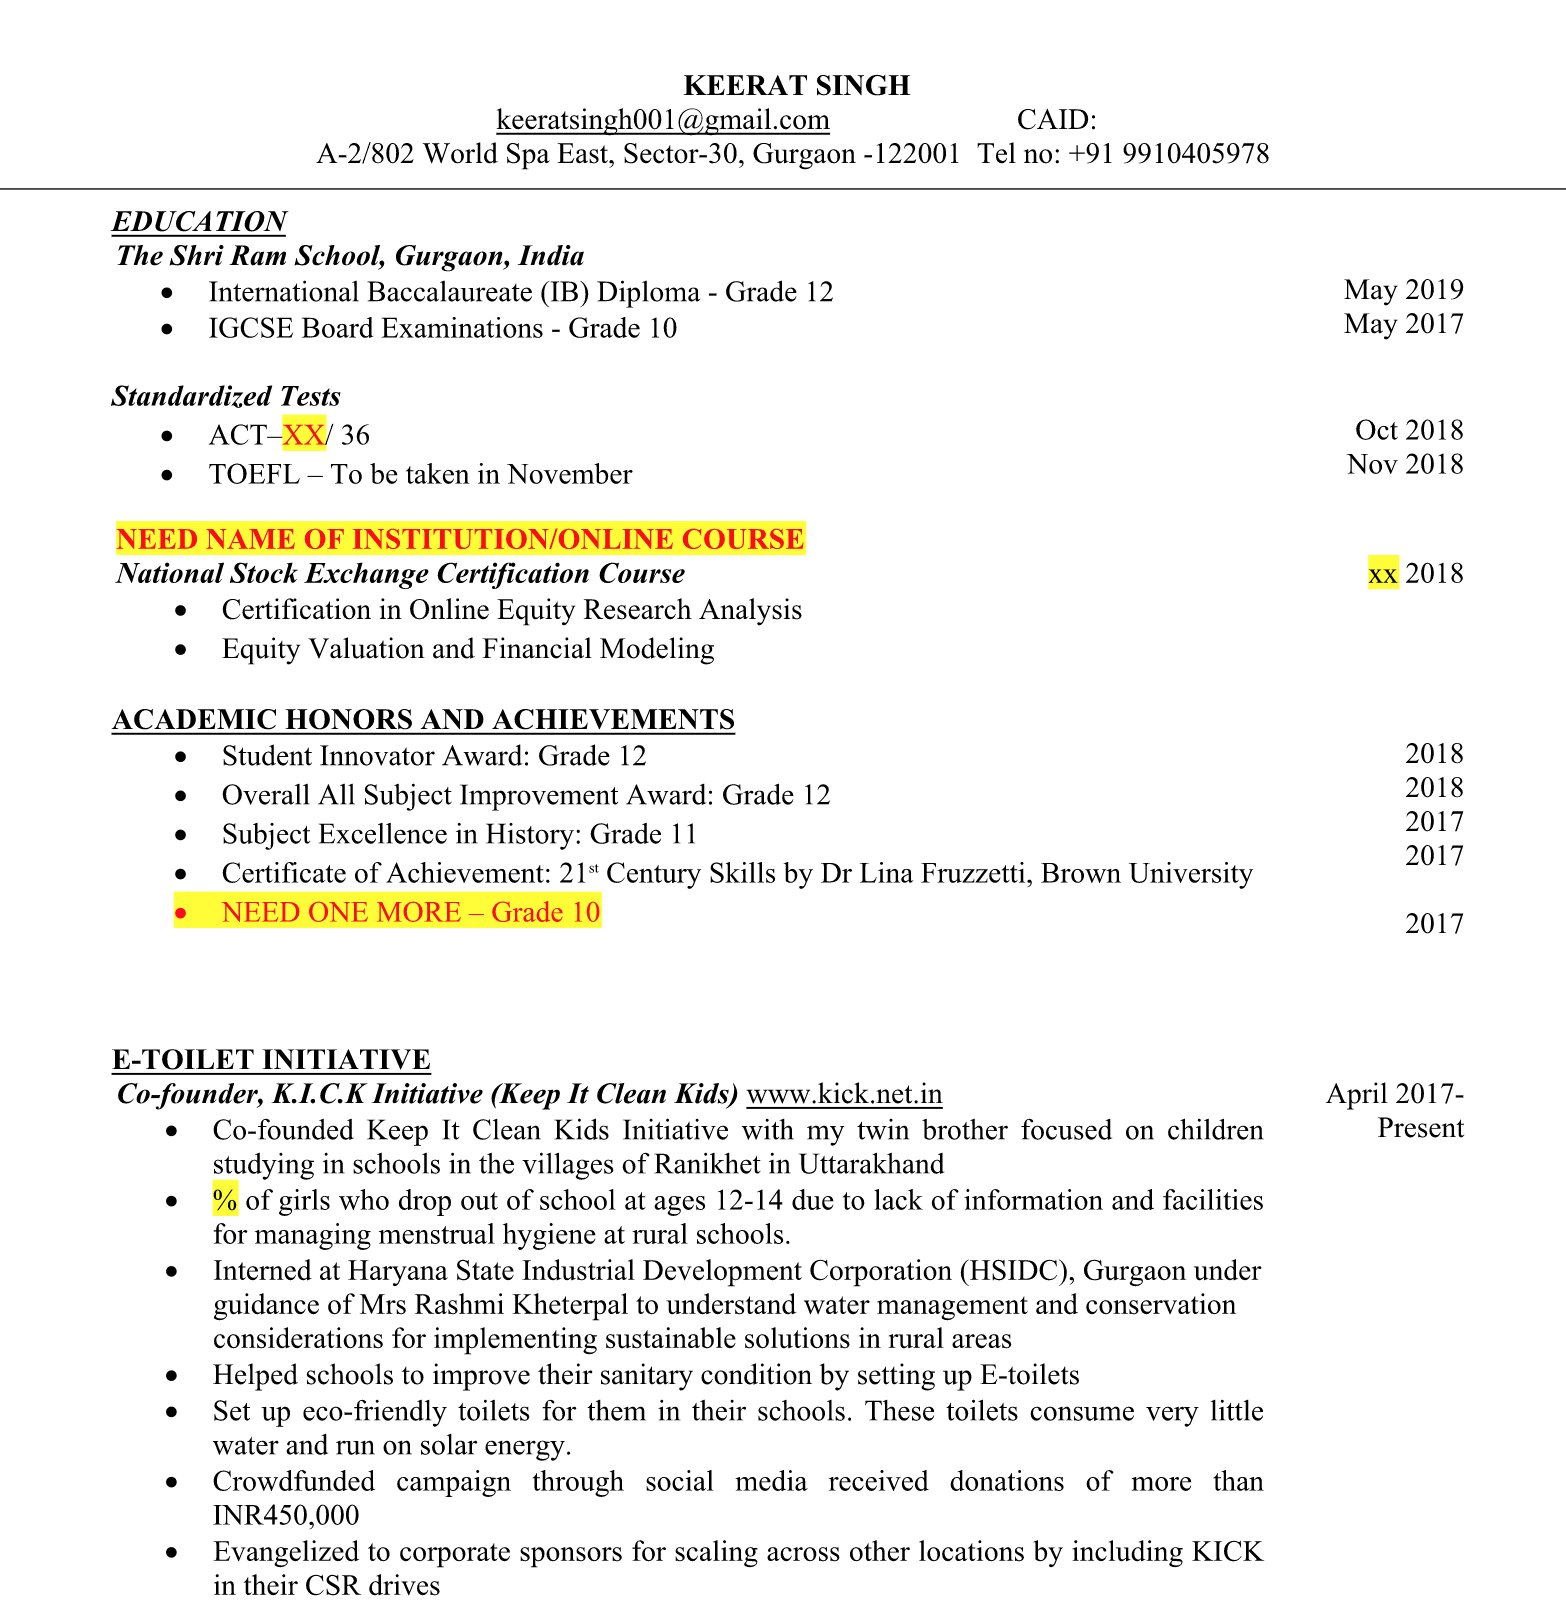 KEERAT SINGH
keeratsingh001@gmail.com CAID:
A-2/802 World Spa East, Sector-30, Gurgaon -122001 Tel no: +91 9910405978
EDUCATION
The Shri Ram School, Gurgaon, India
• International Baccalaureate (IB) Diploma - Grade 12 May 2019
• IGCSE Board Examinations - Grade 10 May 2017
Standardized Tests
• ACT–XX/ 36 Oct 2018
• TOEFL – To be taken in November Nov 2018
NEED NAME OF INSTITUTION/ONLINE COURSE
National Stock Exchange Certification Course xx 2018
• Certification in Online Equity Research Analysis
• Equity Valuation and Financial Modeling
ACADEMIC HONORS AND ACHIEVEMENTS
• Student Innovator Award: Grade 12 2018
• Overall All Subject Improvement Award: Grade 12 2018
• Subject Excellence in History: Grade 11 2017
• Certificate of Achievement: 21st Century Skills by Dr Lina Fruzzetti, Brown University 2017
• NEED ONE MORE – Grade 10 2017
E-TOILET INITIATIVE
Co-founder, K.I.C.K Initiative (Keep It Clean Kids) www.kick.net.in April 2017-
Present
• Co-founded Keep It Clean Kids Initiative with my twin brother focused on children
studying in schools in the villages of Ranikhet in Uttarakhand
• % of girls who drop out of school at ages 12-14 due to lack of information and facilities
for managing menstrual hygiene at rural schools.
• Interned at Haryana State Industrial Development Corporation (HSIDC), Gurgaon under
guidance of Mrs Rashmi Kheterpal to understand water management and conservation
considerations for implementing sustainable solutions in rural areas
• Helped schools to improve their sanitary condition by setting up E-toilets
• Set up eco-friendly toilets for them in their schools. These toilets consume very little
water and run on solar energy.
• Crowdfunded campaign through social media received donations of more than
INR450,000
• Evangelized to corporate sponsors for scaling across other locations by including KICK
in their CSR drives